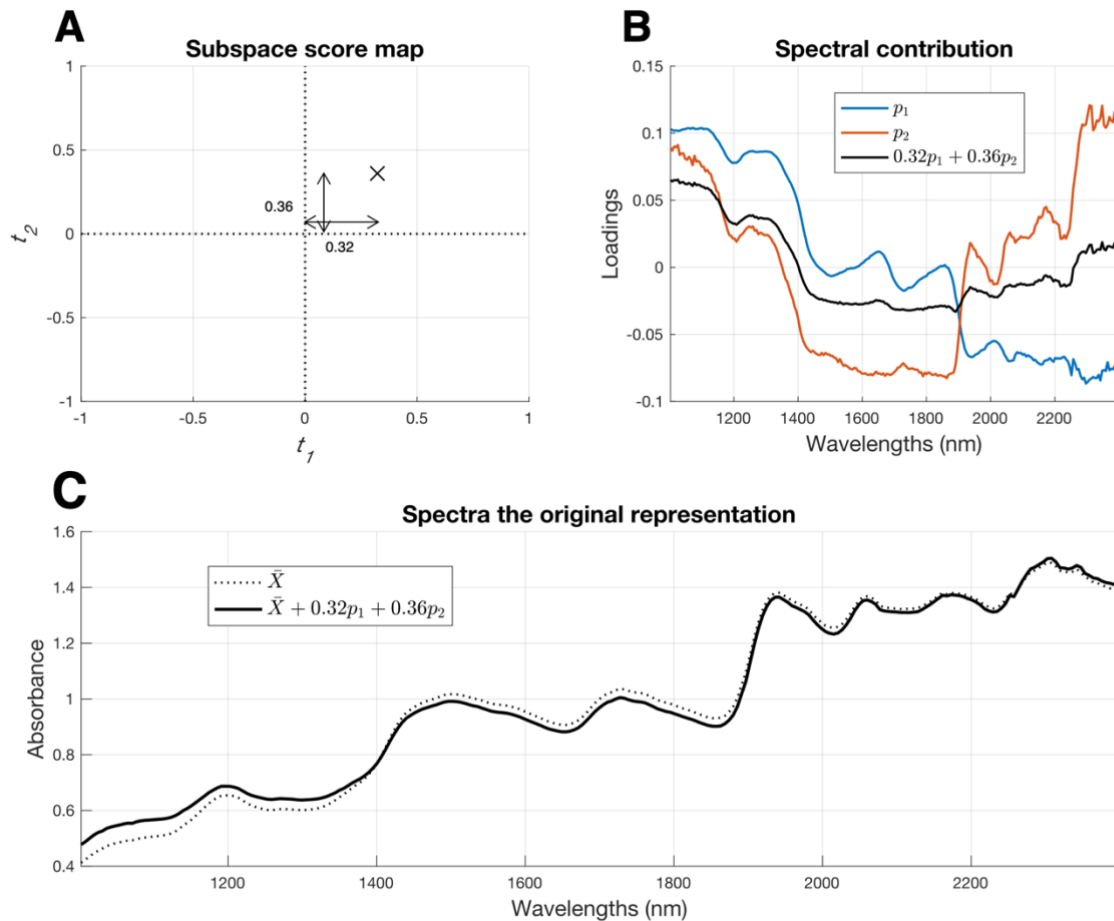 A
Subspace score map
1
0.5
0
-0.5
-1
-1
-0.5
0
0.5
1
t_2
t_1
0.36
0.32
B
Spectral contribution
0.15
0.1
0.05
0
-0.05
-0.1
1200
1400
1600
1800
2000
2200
Loadings
Wavelengths (nm)
p₁
p₂
0.32p₁ + 0.36p₂
C
Spectra the original representation
1.6
1.4
1.2
1
0.8
0.6
0.4
1200
1400
1600
1800
2000
2200
Absorbance
Wavelengths (nm)
X̄
X̄ + 0.32p₁ + 0.36p₂